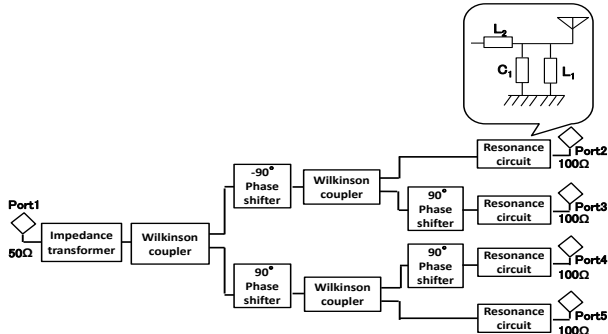 L₂
C₁
L₁
Port1
50Ω
Impedance
transformer
Wilkinson
coupler
-90°
Phase
shifter
Wilkinson
coupler
Resonance
circuit
Port2
100Ω
90°
Phase
shifter
Resonance
circuit
Port3
100Ω
90°
Phase
shifter
Wilkinson
coupler
90°
Phase
shifter
Resonance
circuit
Port4
100Ω
Resonance
circuit
Port5
100Ω